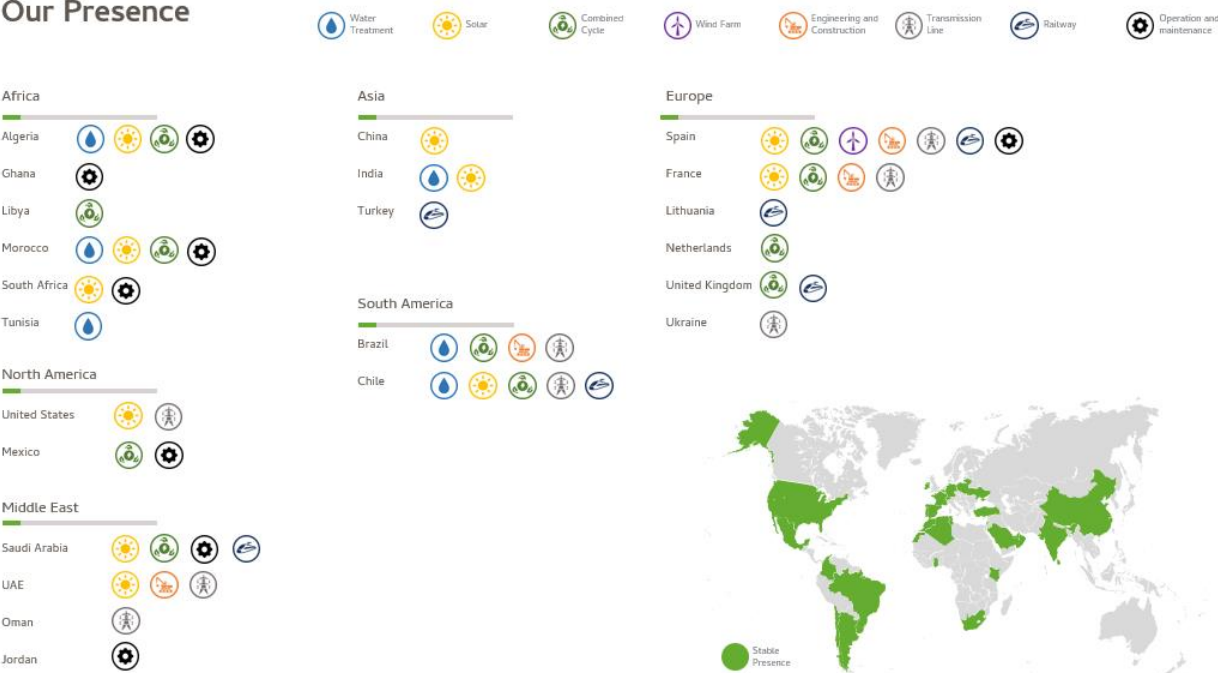 Our Presence
Water
Treatment
Solar
Combined
Cycle
Wind Farm
Engineering and
Construction
Transmission
Line
Railway
Operation and
maintenance
Africa
Algeria
Ghana
Libya
Morocco
South Africa
Tunisia
North America
United States
Mexico
Middle East
Saudi Arabia
UAE
Oman
Jordan
Asia
China
India
Turkey
South America
Brazil
Chile
Europe
Spain
France
Lithuania
Netherlands
United Kingdom
Ukraine
Stable
Presence